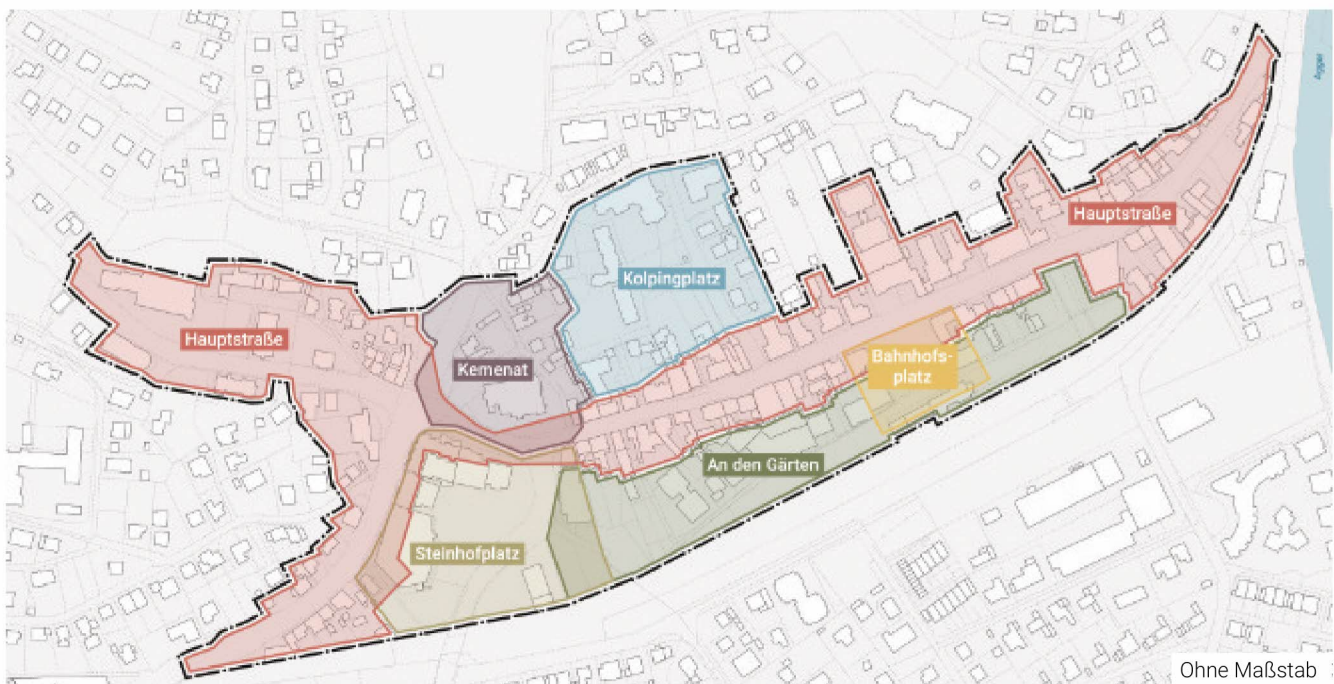 Agger
Hauptstraße
Kolpingplatz
Hauptstraße
Kemenat
Bahnhofs-
platz
An den Gärten
Steinhofplatz
Ohne Maßstab